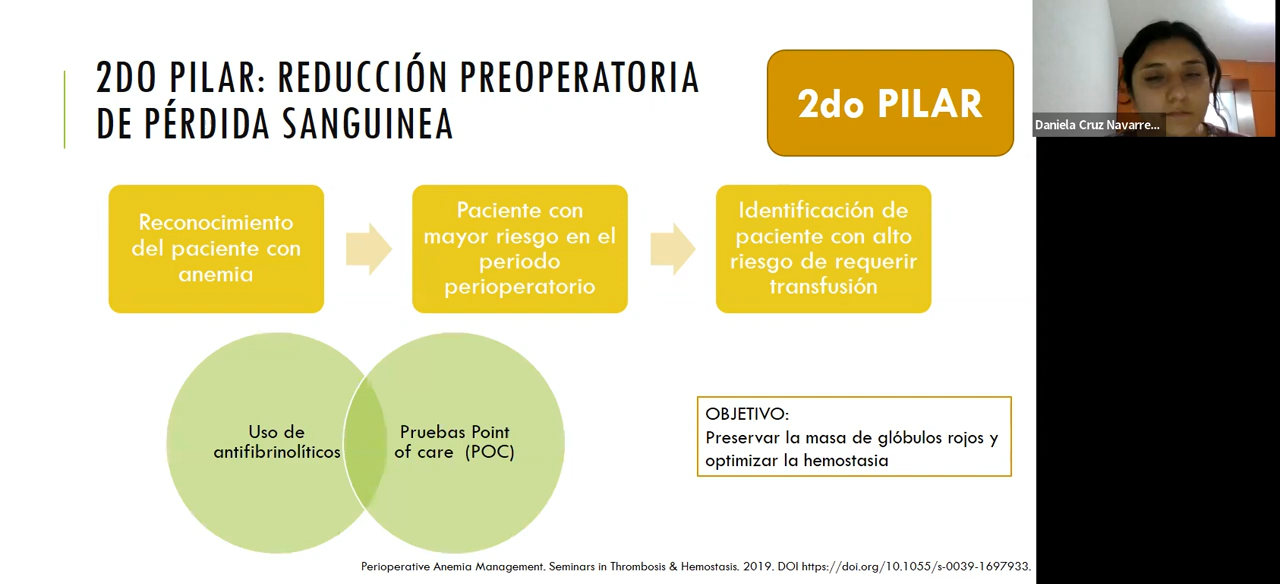 2DO PILAR: REDUCCIÓN PREOPERATORIA
DE PÉRDIDA SANGUINEA
2do PILAR
Daniela Cruz Navarre...
Reconocimiento
del paciente con
anemia
Paciente con
mayor riesgo en el
periodo
perioperatorio
Identificación de
paciente con alto
riesgo de requerir
transfusión
Uso de
antifibrinolíticos
Pruebas Point
of care (POC)
OBJETIVO:
Preservar la masa de glóbulos rojos y
optimizar la hemostasia
Perioperative Anemia Management. Seminars in Thrombosis & Hemostasis. 2019. DOI https://doi.org/10.1055/s-0039-1697933.